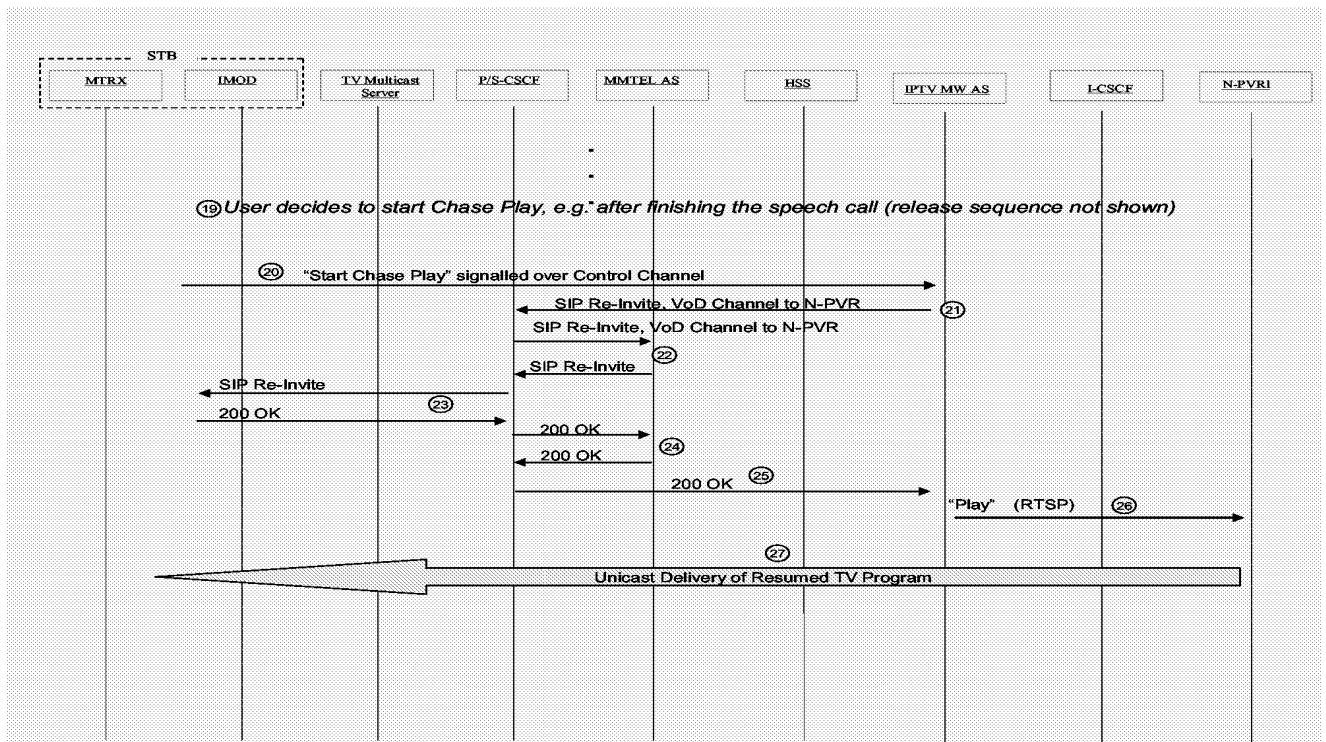 STB
MTRX
IMOD
TV Multicast
Server
P/S-CSCF
MMTEL AS
HSS
IPTV MW AS
I-CSCF
N-PVR1
19 User decides to start Chase Play, e.g. after finishing the speech call (release sequence not shown)
20 "Start Chase Play" signalled over Control Channel
SIP Re-Invite, VoD Channel to N-PVR 21
SIP Re-Invite, VoD Channel to N-PVR
22
SIP Re-Invite
SIP Re-Invite
23
200 OK
200 OK
24
200 OK
200 OK 25
"Play" (RTSP) 26
27
Unicast Delivery of Resumed TV Program